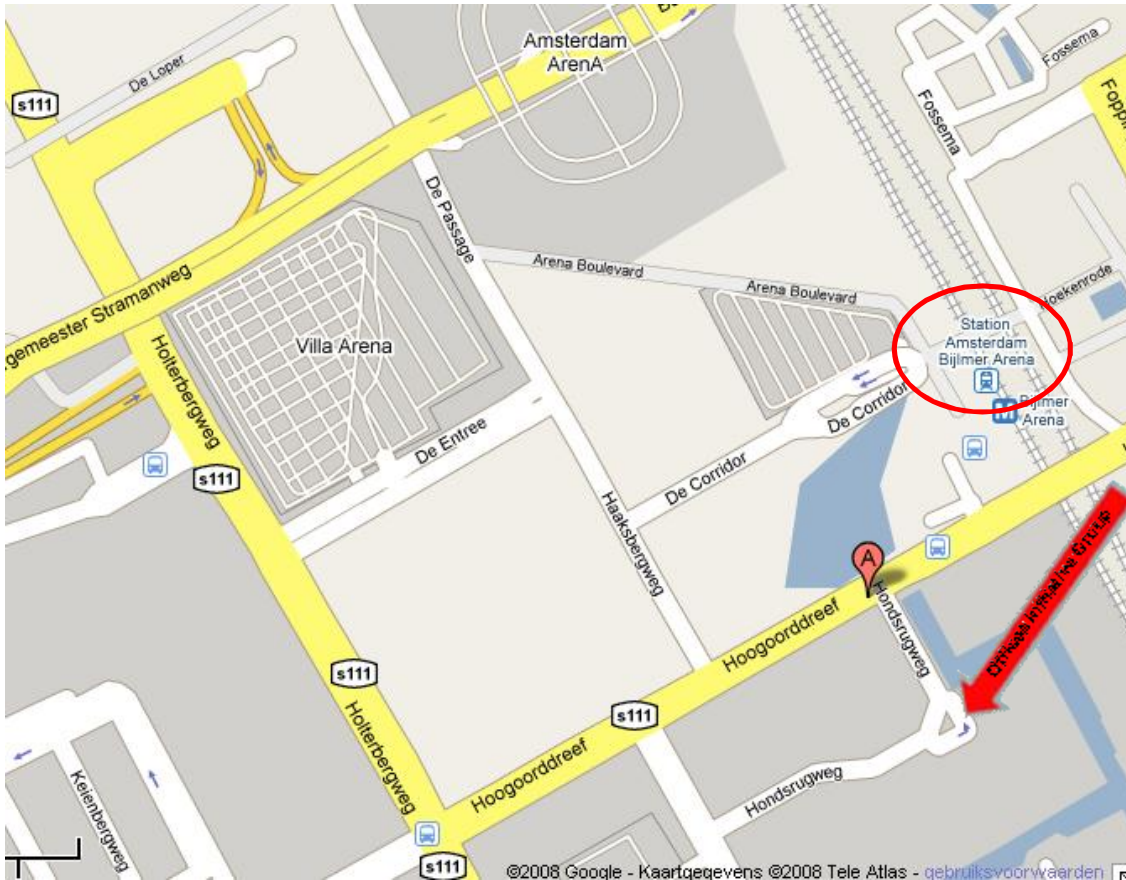 Amsterdam
ArenA
De Loper
s111
Fossema
Fossema
De Passage
Arena Boulevard
Arena Boulevard
gemeester Stramanweg
Villa Arena
Holterbergweg
Station
Amsterdam
Bijlmer Arena
Hoekenrode
M
Bijlmer
Arena
De Corridor
De Entree
De Corridor
s111
Haaksbergweg
A
Hondsrugweg
Hoogoorddreef
s111
s111
Holterbergweg
Hoogoorddreef
Hondsrugweg
Keienbergweg
s111
©2008 Google - Kaartgegevens ©2008 Tele Atlas - gebruiksvoorwaarden